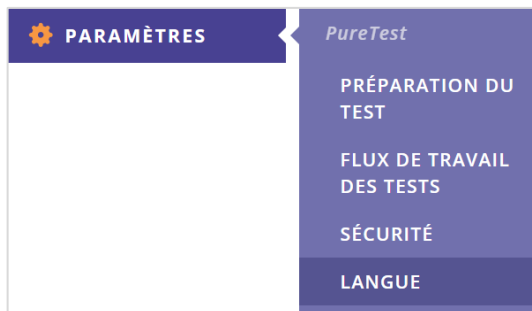 PARAMÈTRES
PureTest
PRÉPARATION DU
TEST
FLUX DE TRAVAIL
DES TESTS
SÉCURITÉ
LANGUE